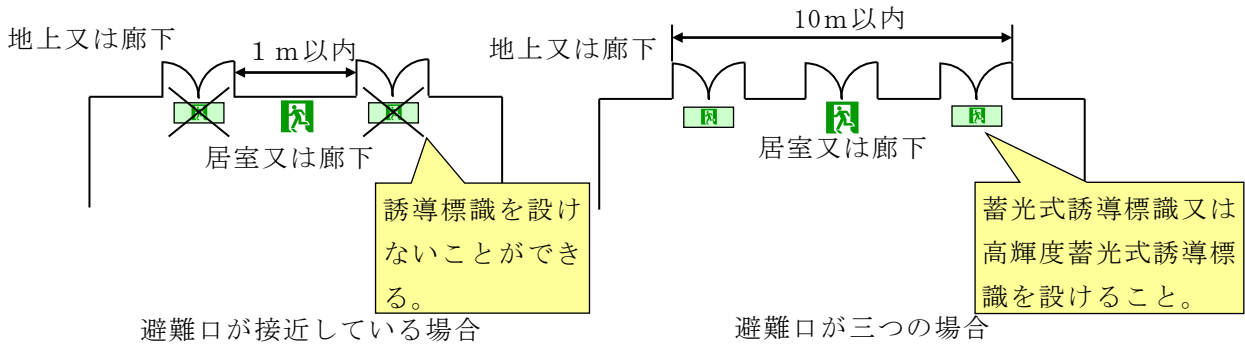 地上又は廊下
1 m以内
居室又は廊下
誘導標識を設け
ないことができ
る。
避難口が接近している場合
10m以内
地上又は廊下
居室又は廊下
蓄光式誘導標識又は
高輝度蓄光式誘導標
識を設けること。
避難口が三つの場合